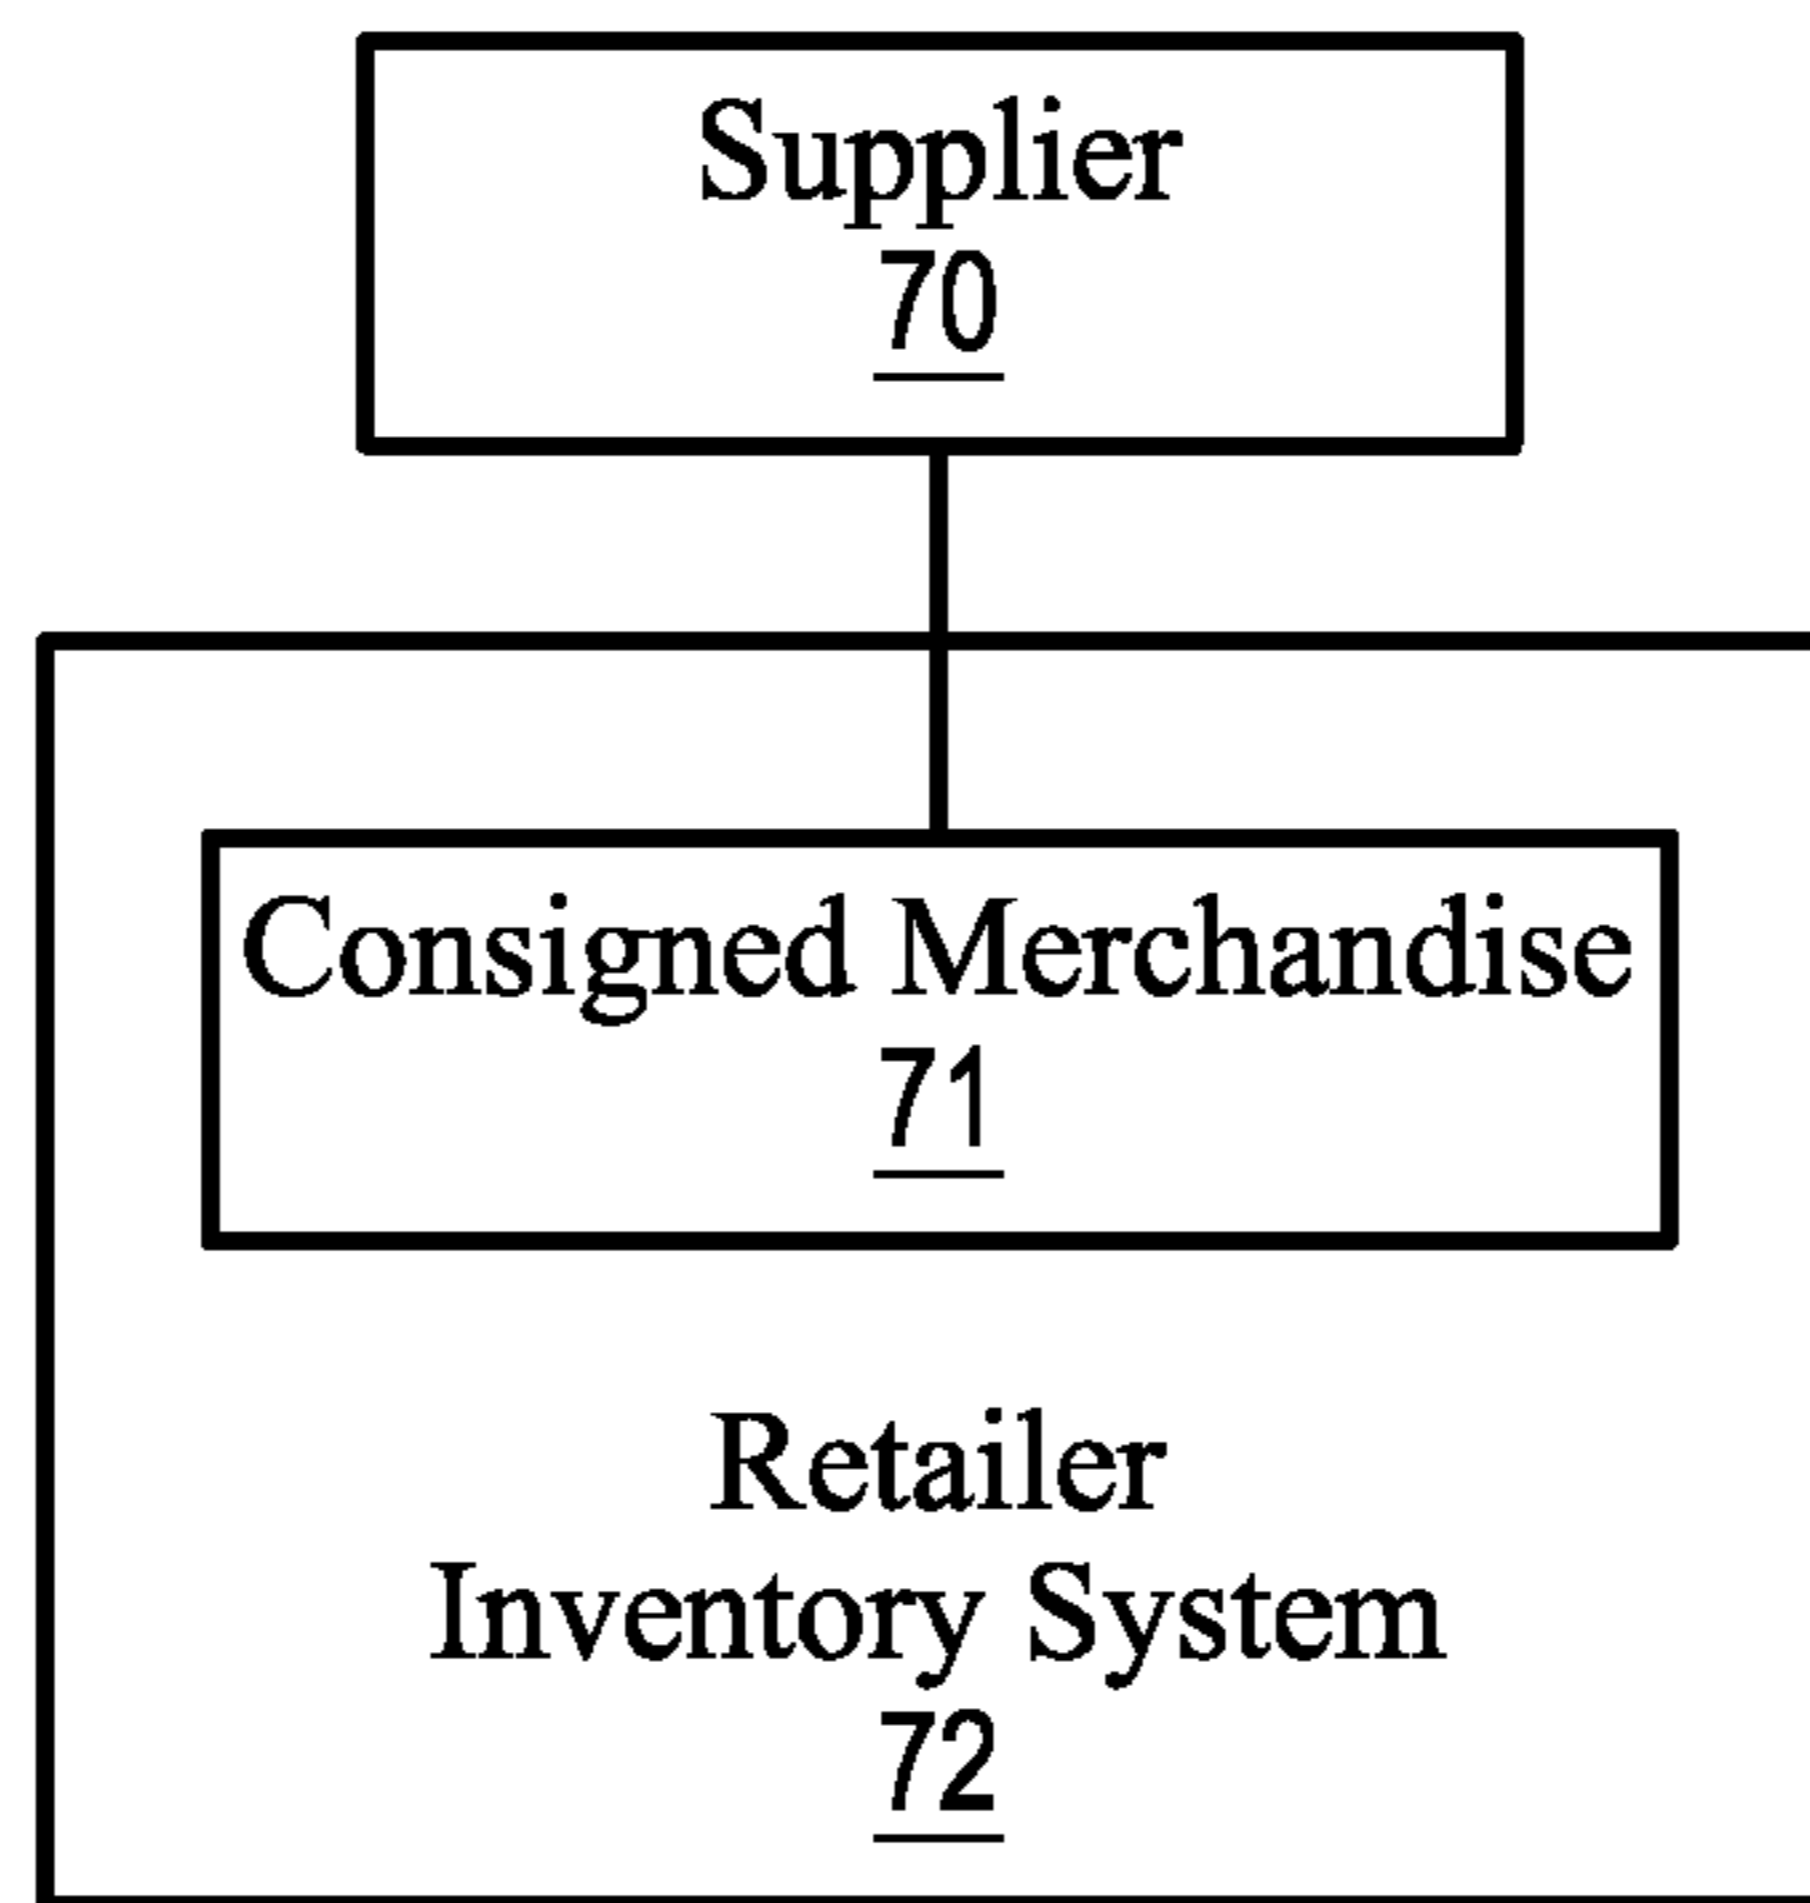 Supplier
70
Consigned Merchandise
71
Retailer
Inventory System
72